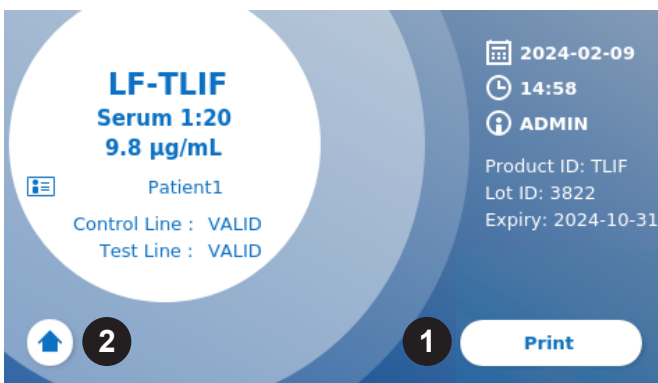 LF-TLIF
Serum 1:20
9.8 µg/mL
Patient1
Control Line : VALID
Test Line : VALID
2024-02-09
14:58
ADMIN
Product ID: TLIF
Lot ID: 3822
Expiry: 2024-10-31
2
1
Print